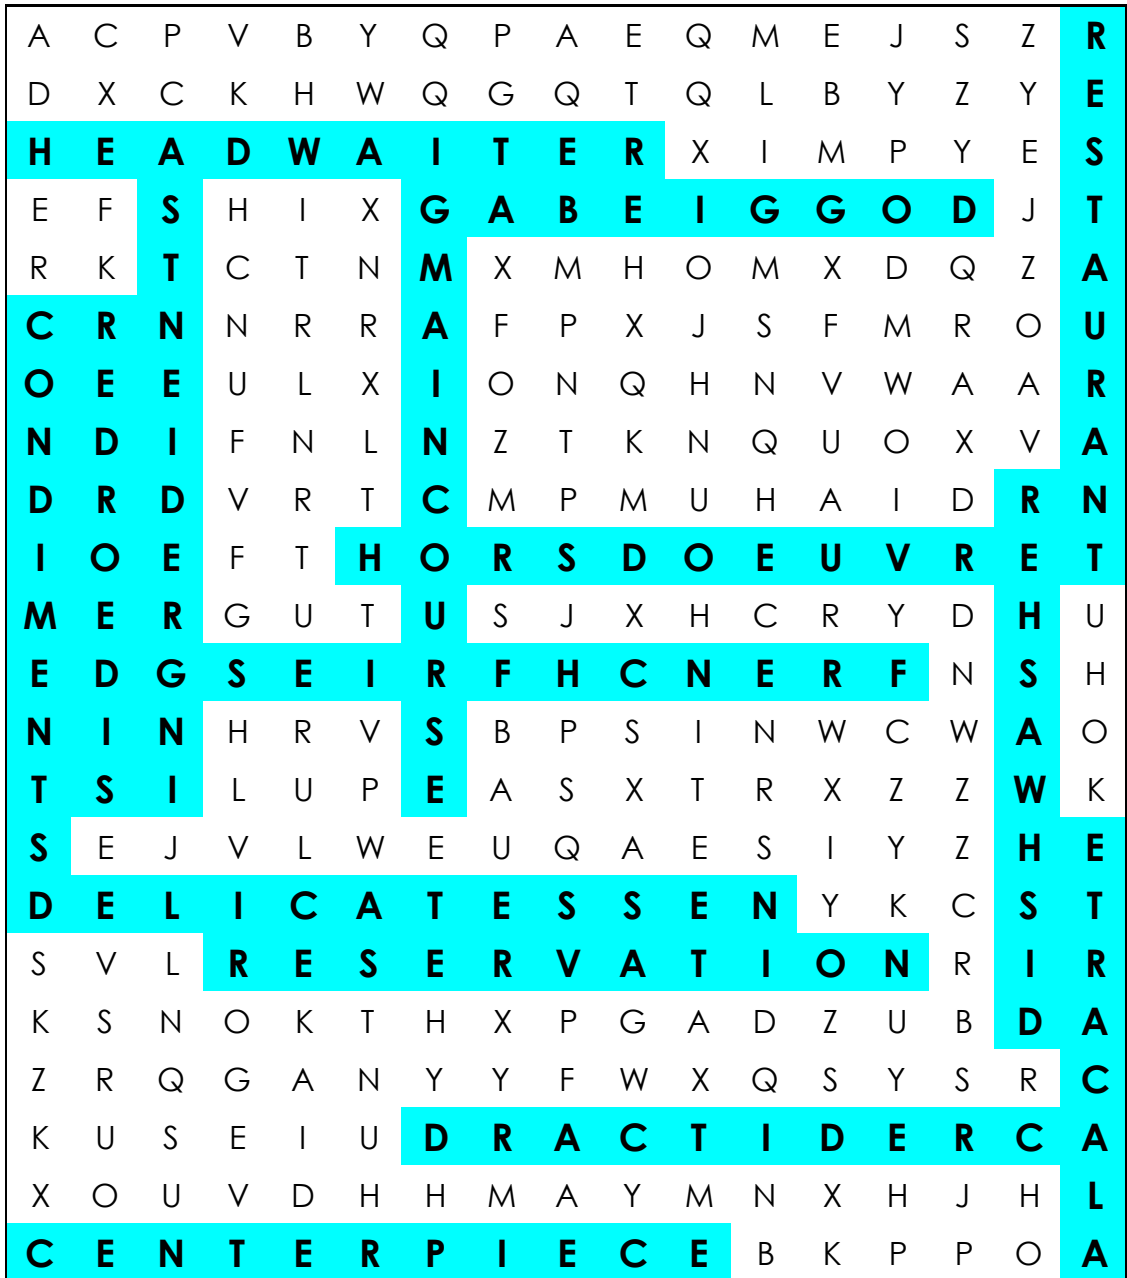 A C P V B Y Q P A E Q M E J S Z R
D X C K H W Q G Q T Q L B Y Z Y E
H E A D W A I T E R X I M P Y E S
E F S H I X G A B E I G G O D J T
R K T C T N M X M H O M X D Q Z A
C R N N R R A F P X J S F M R O U
O E E U L X I O N Q H N V W A A R
N D I F N L N Z T K N Q U O X V A
D R D V R T C M P M U H A I D R N
I O E F T H O R S D O E U V R E T
M E R G U T U S J X H C R Y D H U
E D G S E I R F H C N E R F N S H
N I N H R V S B P S I N W C W A O
T S I L U P E A S X T R X Z Z W K
S E J V L W E U Q A E S I Y Z H E
D E L I C A T E S S E N Y K C S T
S V L R E S E R V A T I O N R I R
K S N O K T H X P G A D Z U B D A
Z R Q G A N Y Y F W X Q S Y S R C
K U S E I U D R A C T I D E R C A
X O U V D H H M A Y M N X H J H L
C E N T E R P I E C E B K P P O A